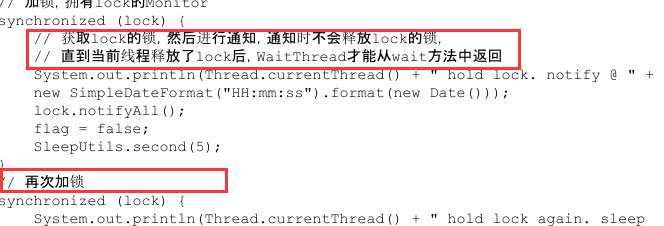 // 加锁，拥有lock的Monitor
synchronized (lock) {
// 获取lock的锁，然后进行通知，通知时不会释放lock的锁，
// 直到当前线程释放了lock后，WaitThread才能从wait方法中返回
System.out.println(Thread.currentThread() + " hold lock. notify @ " +
new SimpleDateFormat("HH:mm:ss").format(new Date()));
lock.notifyAll();
flag = false;
SleepUtils.second(5);
}
// 再次加锁
synchronized (lock) {
System.out.println(Thread.currentThread() + " hold lock again. sleep